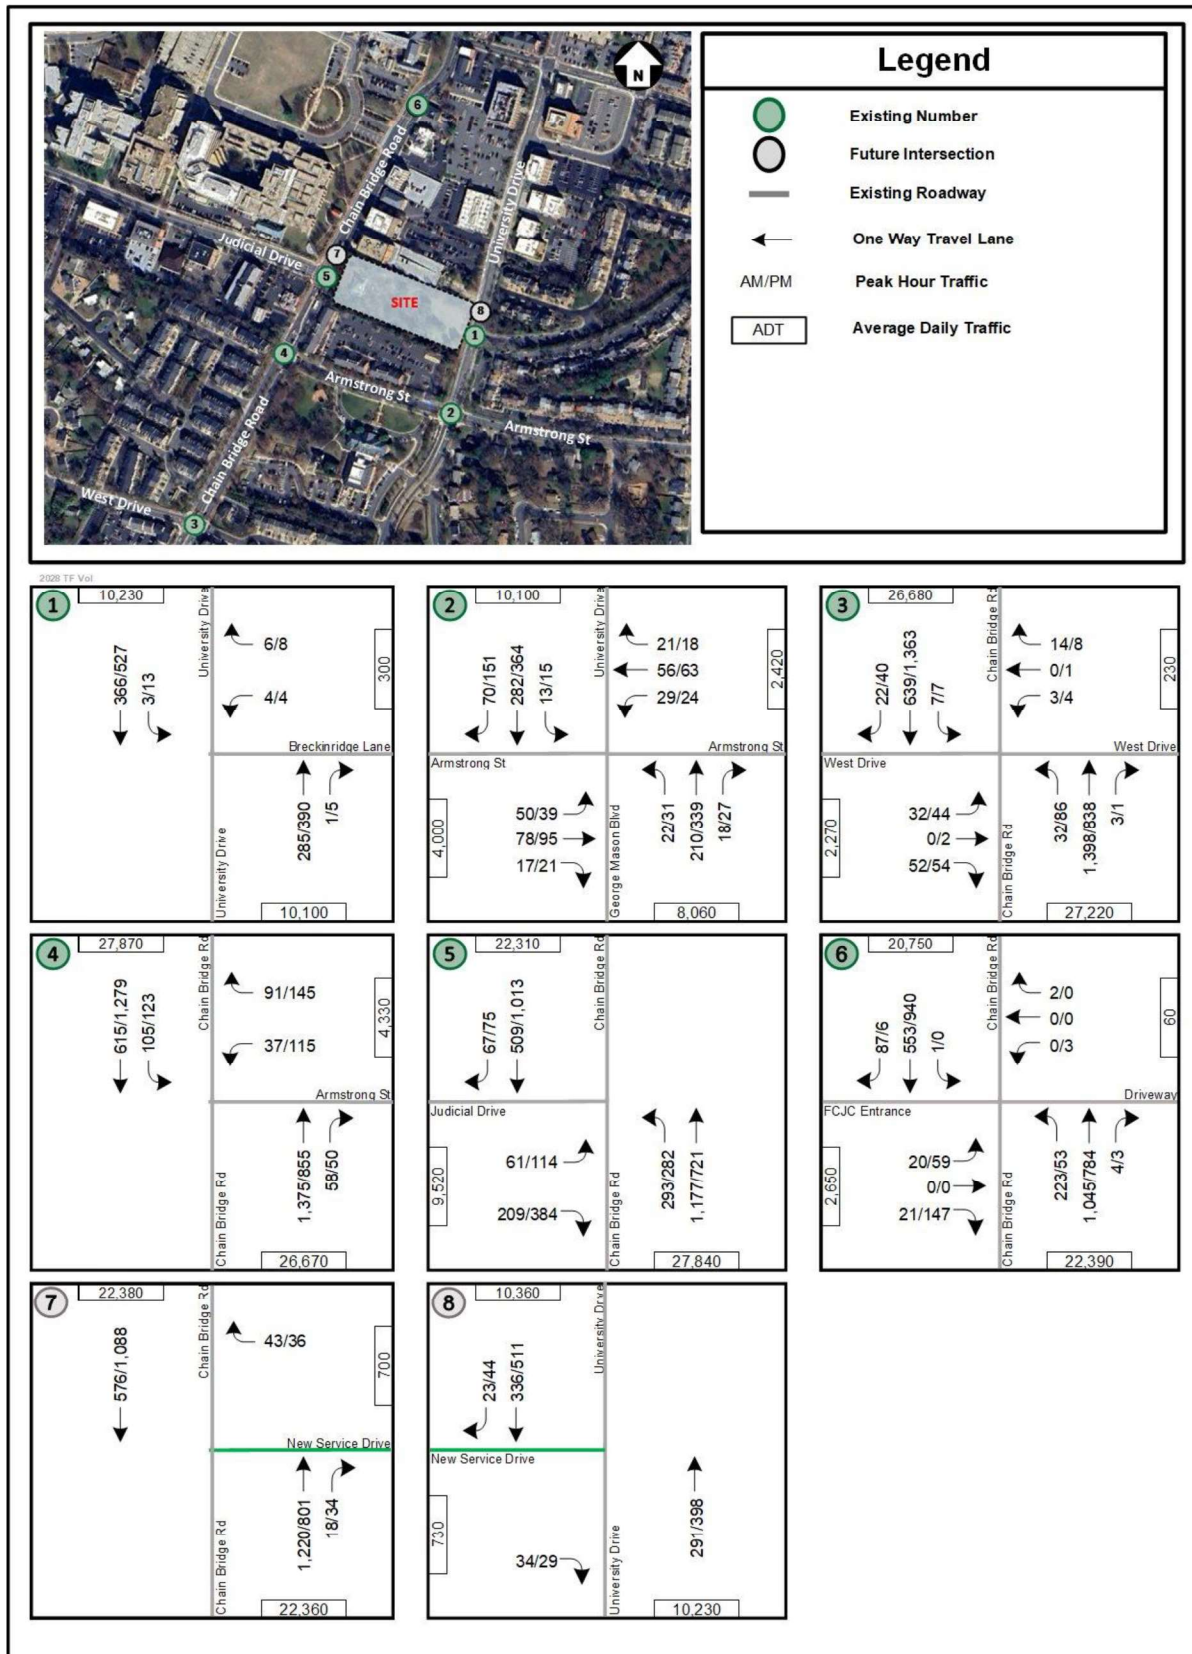 Legend
Existing Number
Future Intersection
Existing Roadway
One Way Travel Lane
AM/PM
Peak Hour Traffic
ADT
Average Daily Traffic
N
6
Chain Bridge Road
University Drive
Judicial Drive
7
5
SITE
8
1
4
Armstrong St
2
Armstrong St
Chain Bridge Road
West Drive
3
2028 TF Vol
1
10,230
University Drive
366/527
3/13
6/8
4/4
300
Breckinridge Lane
285/390
1/5
University Drive
10,100
2
10,100
University Drive
70/151
282/364
13/15
21/18
56/63
29/24
2,420
Armstrong St
Armstrong St
4,000
50/39
78/95
17/21
George Mason Blvd
22/31
210/339
18/27
8,060
3
26,680
Chain Bridge Rd
22/40
639/1,363
7/7
14/8
0/1
3/4
230
West Drive
West Drive
2,270
32/44
0/2
52/54
Chain Bridge Rd
32/86
1,398/838
3/1
27,220
4
27,870
Chain Bridge Rd
615/1,279
105/123
91/145
37/115
4,330
Armstrong St
1,375/855
58/50
Chain Bridge Rd
26,670
5
22,310
Chain Bridge Rd
67/75
509/1,013
Judicial Drive
9,520
61/114
209/384
Chain Bridge Rd
293/282
1,177/721
27,840
6
20,750
Chain Bridge Rd
87/6
553/940
1/0
2/0
0/0
0/3
60
Driveway
FCJC Entrance
2,650
20/59
0/0
21/147
Chain Bridge Rd
223/53
1,045/784
4/3
22,390
7
22,380
Chain Bridge Rd
576/1,088
43/36
700
New Service Drive
1,220/801
18/34
Chain Bridge Rd
22,360
8
10,360
University Drive
23/44
336/511
New Service Drive
730
34/29
University Drive
291/398
10,230